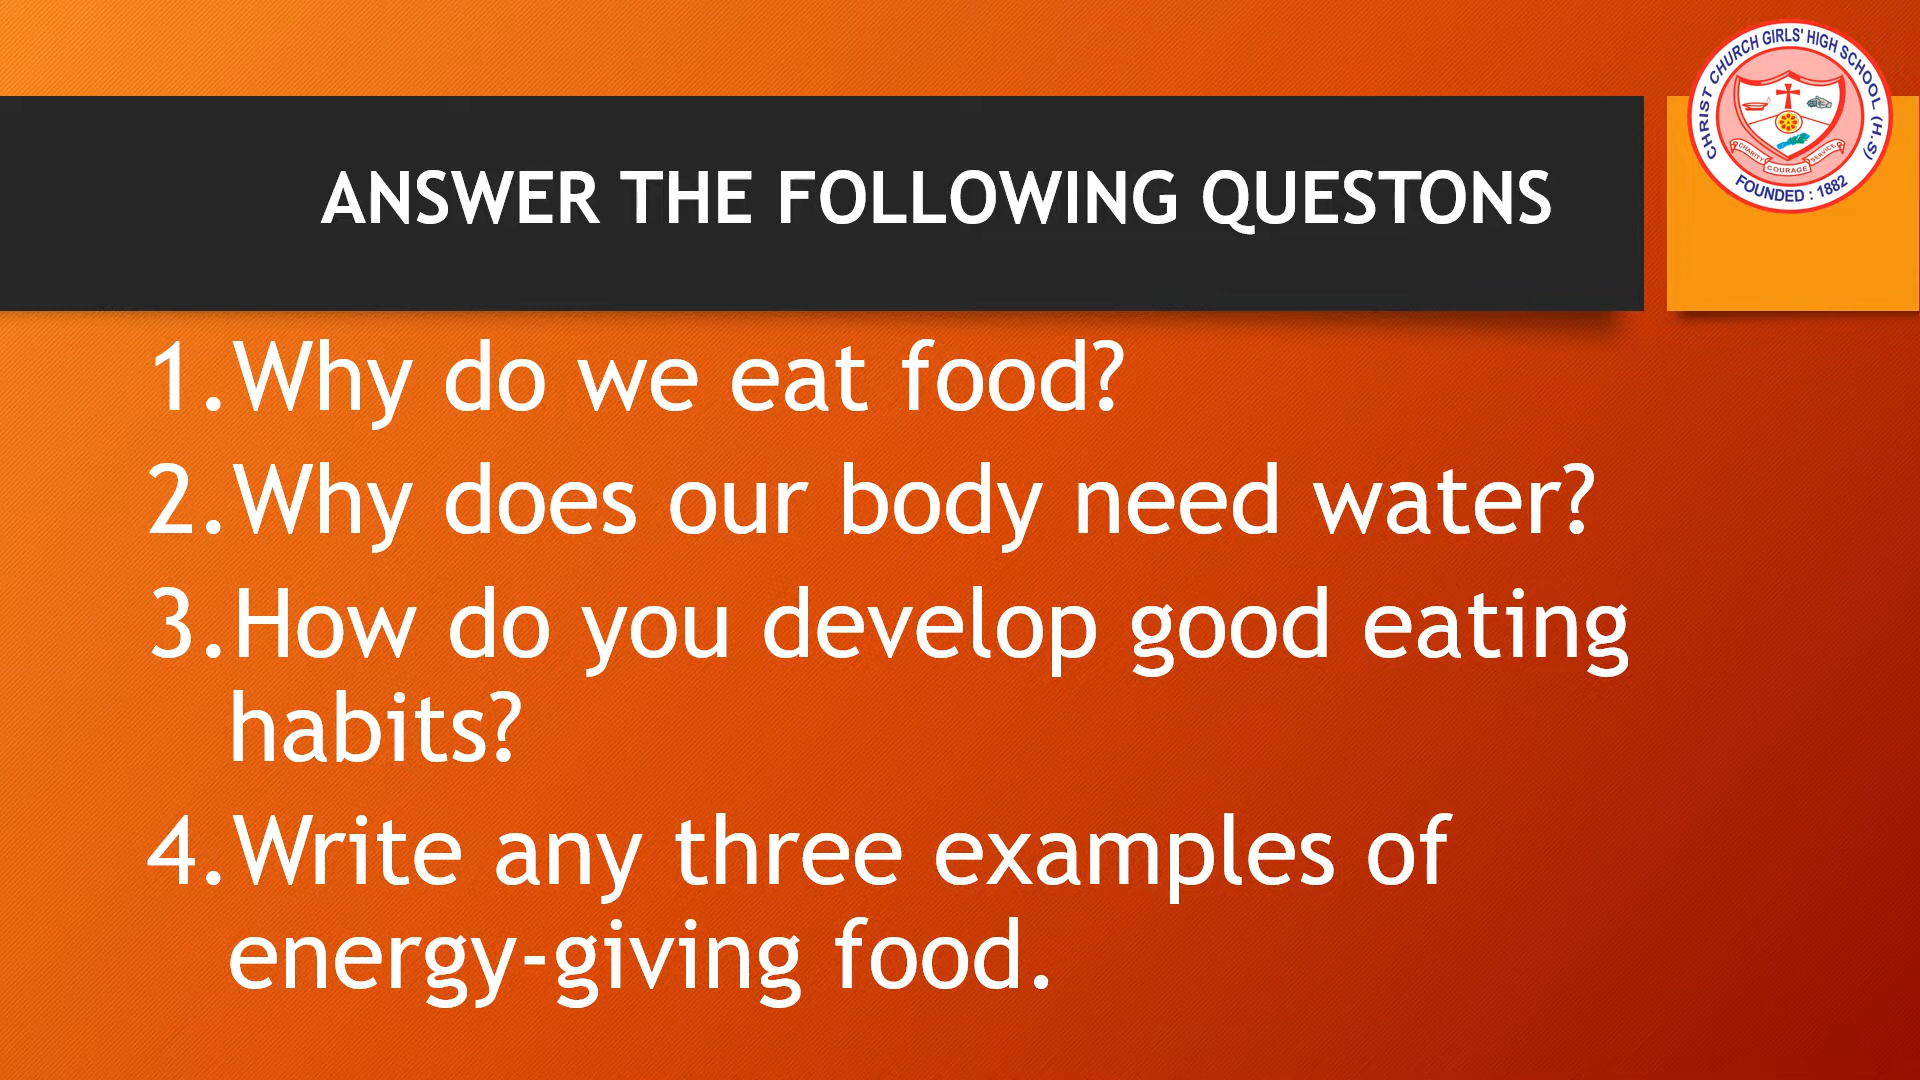 CHRIST CHURCH GIRLS' HIGH SCHOOL (H.S)
CHARITY COURAGE SERVICE
FOUNDED : 1882
ANSWER THE FOLLOWING QUESTONS
1.Why do we eat food?
2.Why does our body need water?
3.How do you develop good eating
habits?
4.Write any three examples of
energy-giving food.